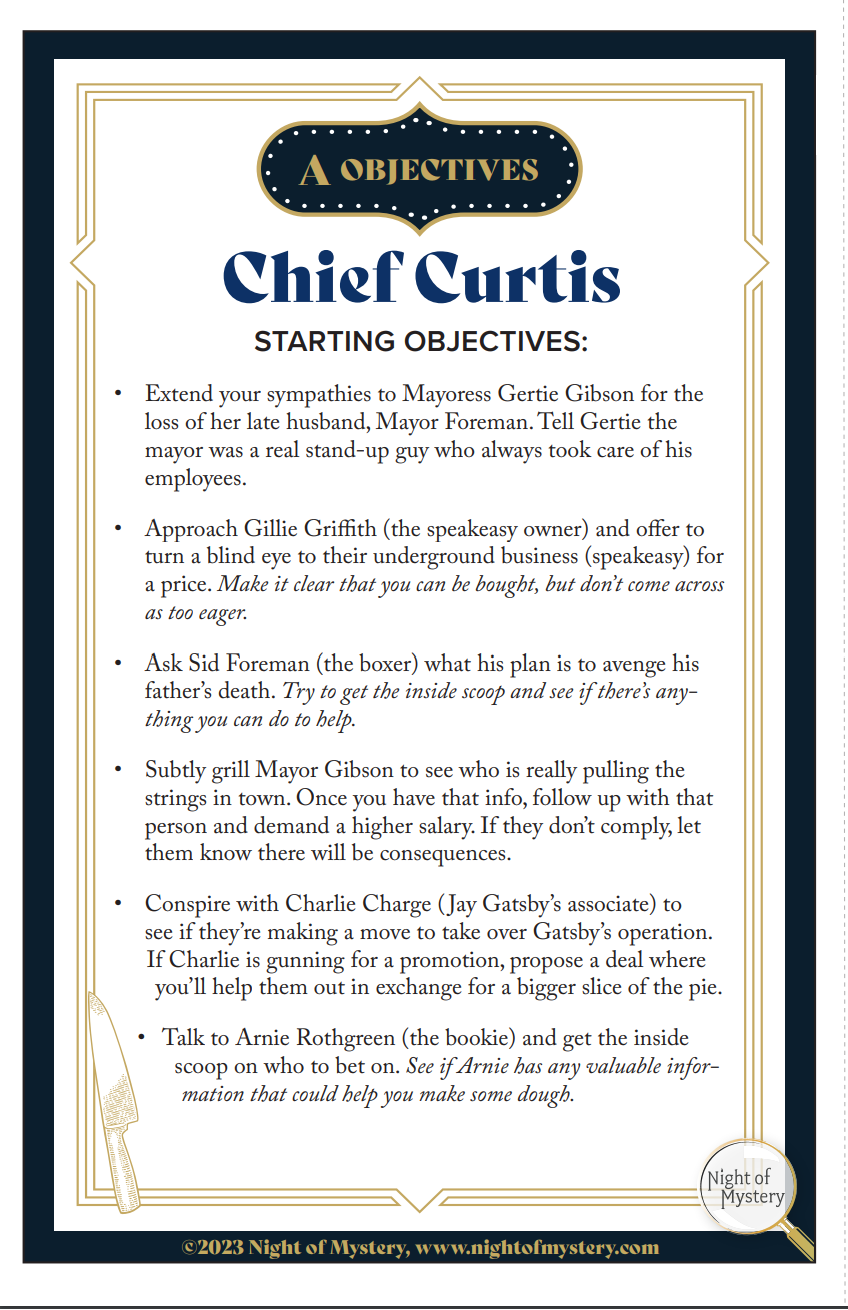 A OBJECTIVES
Chief Curtis
STARTING OBJECTIVES:
• Extend your sympathies to Mayoress Gertie Gibson for the
loss of her late husband, Mayor Foreman. Tell Gertie the
mayor was a real stand-up guy who always took care of his
employees.
• Approach Gillie Griffith (the speakeasy owner) and offer to
turn a blind eye to their underground business (speakeasy) for
a price. Make it clear that you can be bought, but don't come across
as too eager.
• Ask Sid Foreman (the boxer) what his plan is to avenge his
father's death. Try to get the inside scoop and see if there's any-
thing you can do to help.
• Subtly grill Mayor Gibson to see who is really pulling the
strings in town. Once you have that info, follow up with that
person and demand a higher salary. If they don't comply, let
them know there will be consequences.
• Conspire with Charlie Charge (Jay Gatsby's associate) to
see if they're making a move to take over Gatsby's operation.
If Charlie is gunning for a promotion, propose a deal where
you'll help them out in exchange for a bigger slice of the pie.
• Talk to Arnie Rothgreen (the bookie) and get the inside
scoop on who to bet on. See if Arnie has any valuable infor-
mation that could help you make some dough.
Night of
Mystery
©2023 Night of Mystery, www.nightofmystery.com